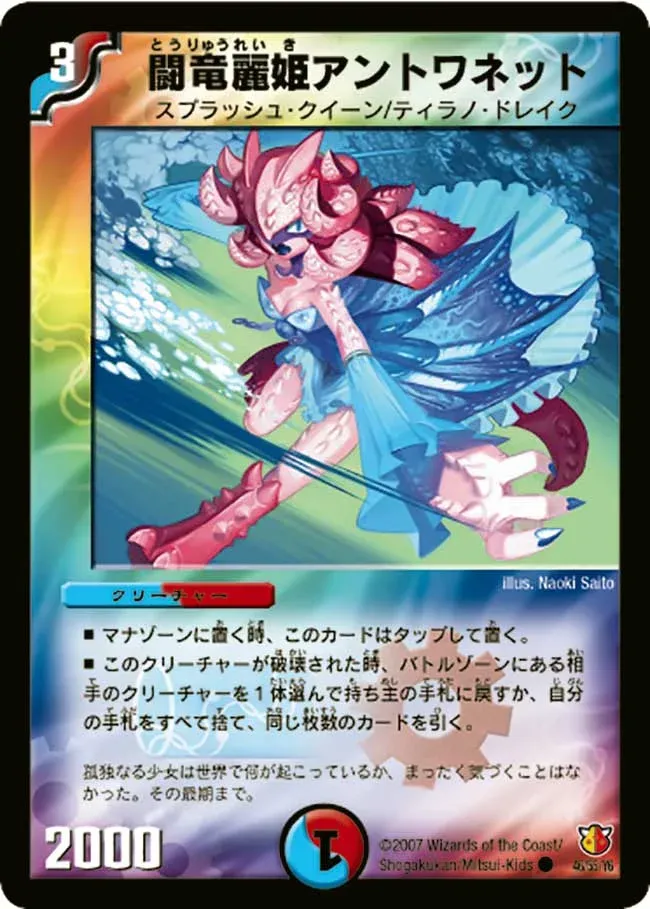 とうりゅうれいき
3
闘竜麗姫アントワネット
スプラッシュ・クイーン/ティラノ・ドレイク
illus. Naoki Saito
クリーチャー
■ マナゾーンに置く時、このカードはタップして置く。
■ このクリーチャーが破壊された時、バトルゾーンにある相
手のクリーチャーを1体選んで持ち主の手札に戻すか、自分
の手札をすべて捨て、同じ枚数のカードを引く。
孤独なる少女は世界で何が起こっているか、まったく気づくことはな
かった。その最期まで。
2000
1
©2007 Wizards of the Coast/
Shogakukan/Mitsui-Kids
46/55/Y6